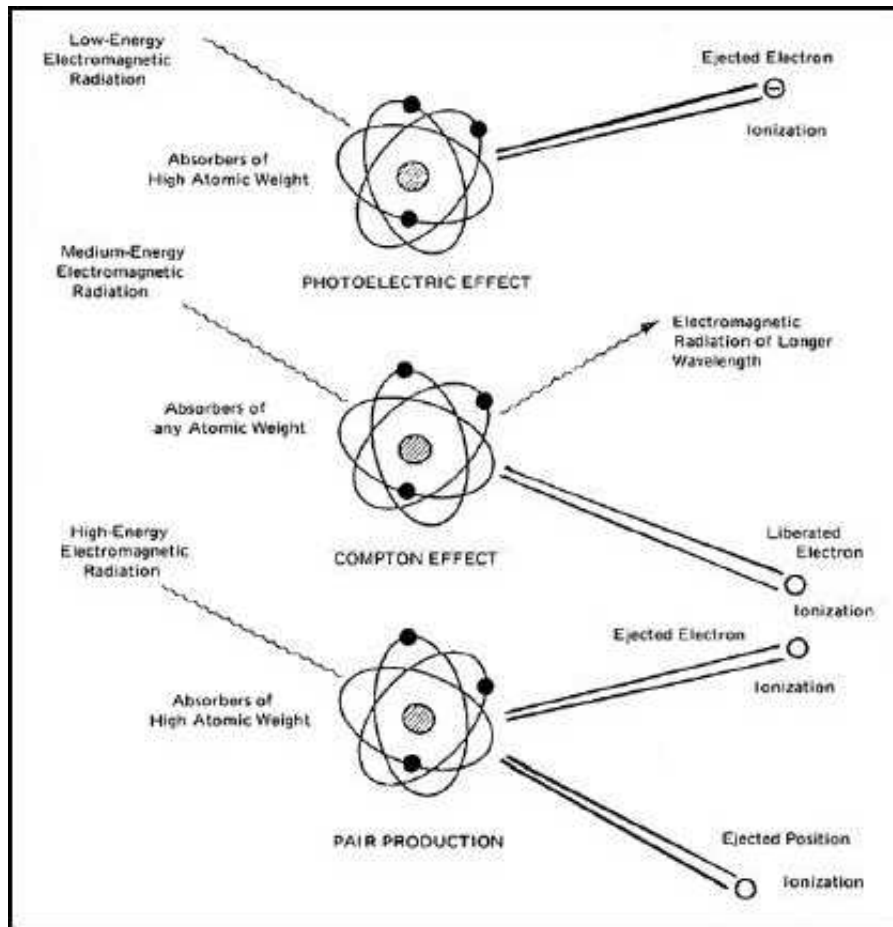 Low-Energy
Electromagnetic
Radiation
Ejected Electron
Ionization
Absorbers of
High Atomic Weight
PHOTOELECTRIC EFFECT
Medium-Energy
Electromagnetic
Radiation
Electromagnetic
Radiation of Longer
Wavelength
Absorbers of
any Atomic Weight
COMPTON EFFECT
Liberated
Electron
Ionization
High-Energy
Electromagnetic
Radiation
Ejected Electron
Ionization
Absorbers of
High Atomic Weight
PAIR PRODUCTION
Ejected Position
Ionization